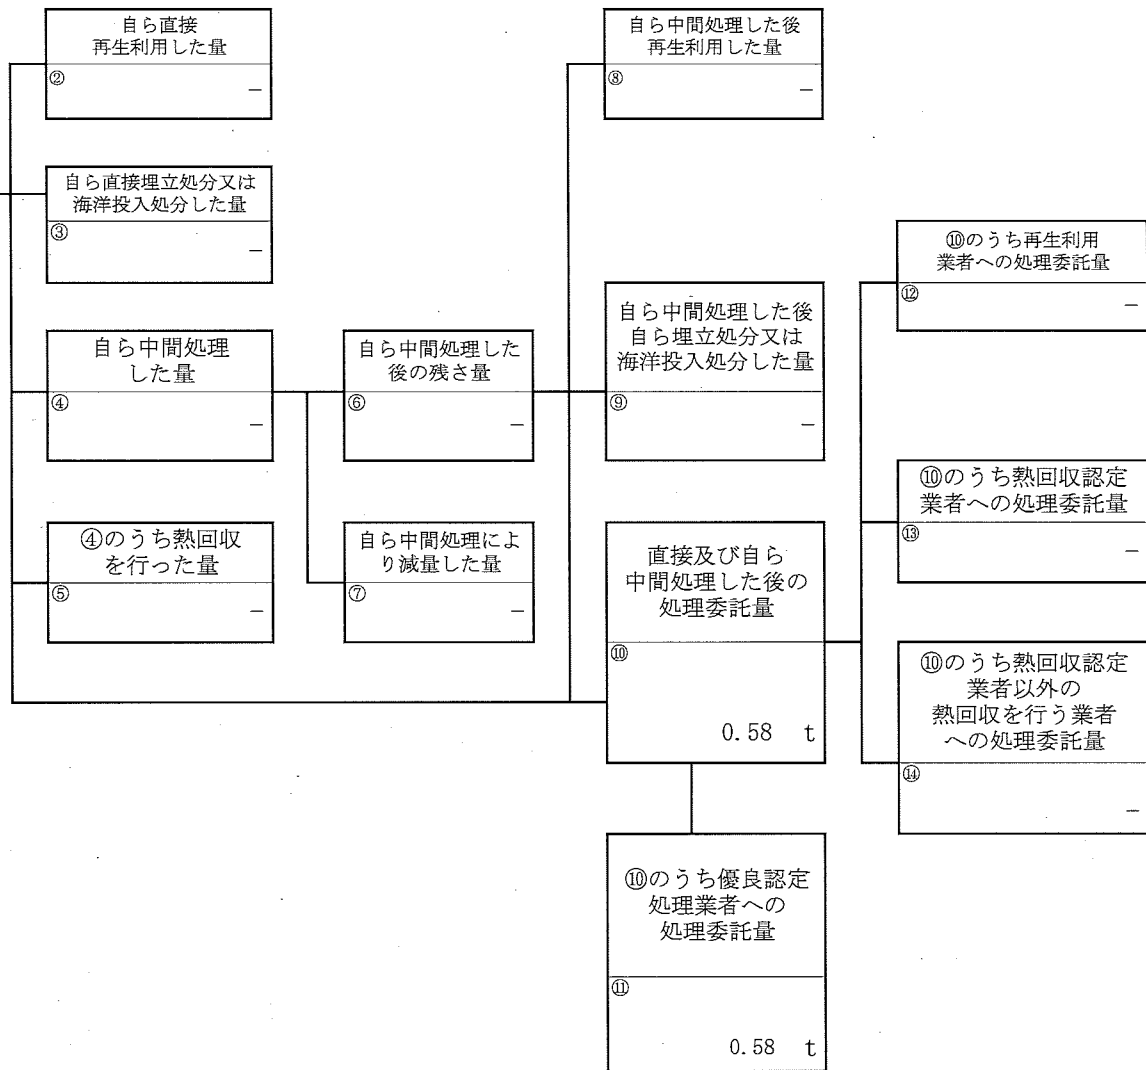 自ら直接
再生利用した量
②
－
自ら直接埋立処分又は
海洋投入処分した量
③
－
自ら中間処理
した量
④
－
④のうち熱回収
を行った量
⑤
－
自ら中間処理した
後の残さ量
⑥
－
自ら中間処理によ
り減量した量
⑦
－
自ら中間処理した後
再生利用した量
⑧
－
自ら中間処理した後
自ら埋立処分又は
海洋投入処分した量
⑨
－
直接及び自ら
中間処理した後の
処理委託量
⑩
0.58 t
⑩のうち優良認定
処理業者への
処理委託量
⑪
0.58 t
⑩のうち再生利用
業者への処理委託量
⑫
－
⑩のうち熱回収認定
業者への処理委託量
⑬
－
⑩のうち熱回収認定
業者以外の
熱回収を行う業者
への処理委託量
⑭
－